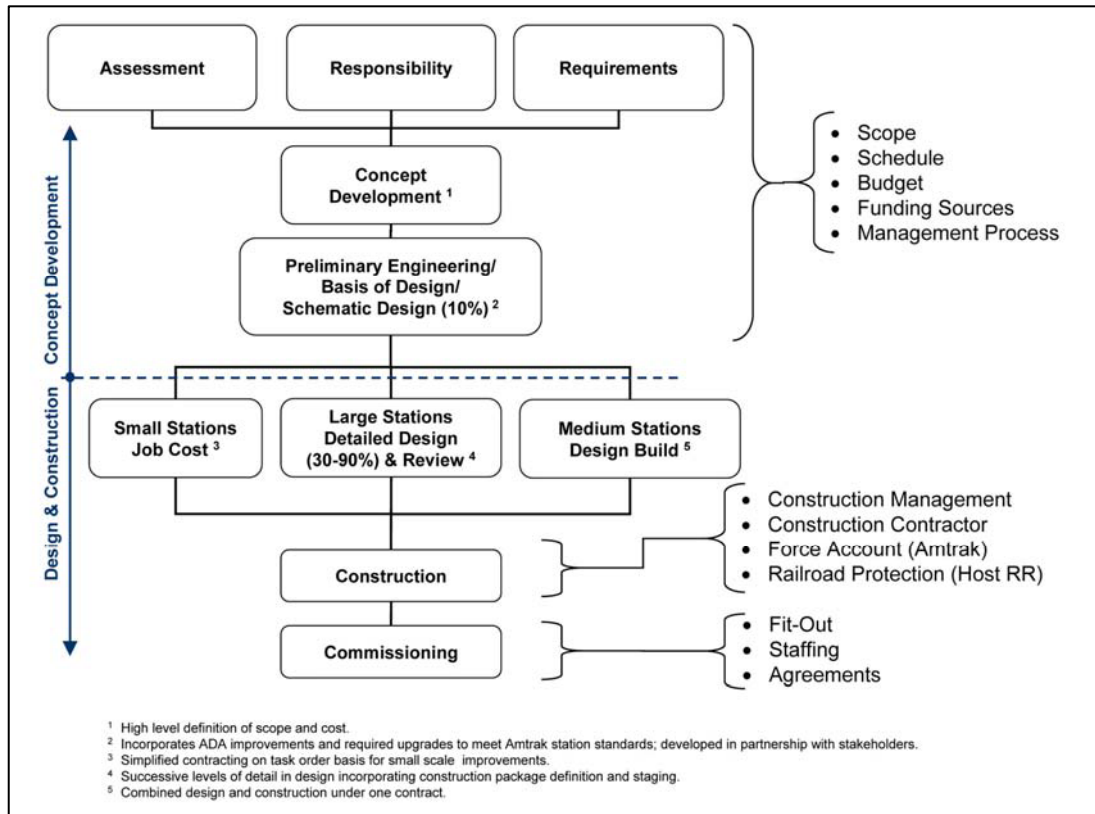 Assessment
Responsibility
Requirements
• Scope
• Schedule
• Budget
• Funding Sources
• Management Process
Concept Development
Concept
Development 1
Preliminary Engineering/
Basis of Design/
Schematic Design (10%) 2
Design & Construction
Small Stations
Job Cost 3
Large Stations
Detailed Design
(30-90%) & Review 4
Medium Stations
Design Build 5
• Construction Management
• Construction Contractor
• Force Account (Amtrak)
• Railroad Protection (Host RR)
Construction
Commissioning
• Fit-Out
• Staffing
• Agreements
1 High level definition of scope and cost.
2 Incorporates ADA improvements and required upgrades to meet Amtrak station standards; developed in partnership with stakeholders.
3 Simplified contracting on task order basis for small scale improvements.
4 Successive levels of detail in design incorporating construction package definition and staging.
5 Combined design and construction under one contract.